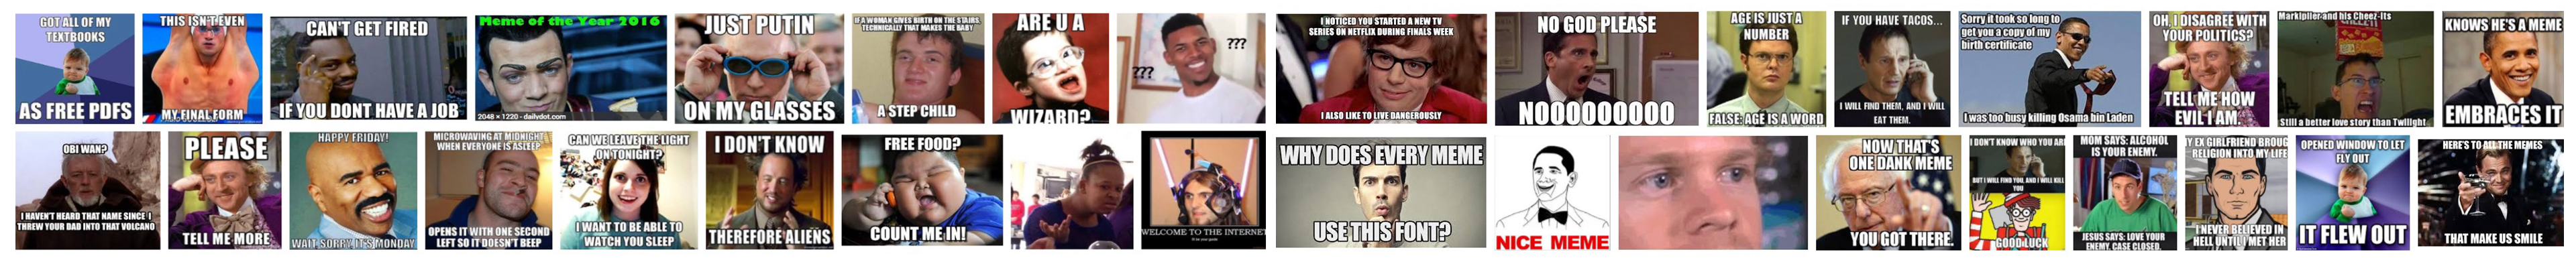 GOT ALL OF MY
TEXTBOOKS
AS FREE PDFS
THIS ISN'T EVEN
MY FINAL FORM
CAN'T GET FIRED
IF YOU DONT HAVE A JOB
Meme of the Year 2016
2048 × 1220 - dailydot.com
JUST PUTIN
ON MY GLASSES
IF A WOMAN GIVES BIRTH ON THE STAIRS,
TECHNICALLY THAT MAKES THE BABY
A STEP CHILD
ARE U A
WIZARD?
???
???
I NOTICED YOU STARTED A NEW TV
SERIES ON NETFLIX DURING FINALS WEEK
I ALSO LIKE TO LIVE DANGEROUSLY
NO GOD PLEASE
NOOOOOOOOO
AGE IS JUST A
NUMBER
FALSE: AGE IS A WORD
IF YOU HAVE TACOS...
I WILL FIND THEM, AND I WILL
EAT THEM.
Sorry it took so long to
get you a copy of my
birth certificate
I was too busy killing Osama bin Laden
OH, I DISAGREE WITH
YOUR POLITICS?
TELL ME HOW
EVIL I AM.
Markiplier and his Cheez-Its
Still a better love story than Twilight
KNOWS HE'S A MEME
EMBRACES IT
OBI WAN?
I HAVEN'T HEARD THAT NAME SINCE I
THREW YOUR DAD INTO THAT VOLCANO
PLEASE
TELL ME MORE
HAPPY FRIDAY!
WAIT SORRY, IT'S MONDAY
MICROWAVING AT MIDNIGHT
WHEN EVERYONE IS ASLEEP
OPENS IT WITH ONE SECOND
LEFT SO IT DOESN'T BEEP
CAN WE LEAVE THE LIGHT
ON TONIGHT?
I WANT TO BE ABLE TO
WATCH YOU SLEEP
I DON'T KNOW
THEREFORE ALIENS
FREE FOOD?
COUNT ME IN!
WELCOME TO THE INTERNET
WHY DOES EVERY MEME
USE THIS FONT?
NICE MEME
NOW THAT'S
ONE DANK MEME
YOU GOT THERE.
I DON'T KNOW WHO YOU ARE
BUT I WILL FIND YOU, AND I WILL KILL
YOU
GOOD LUCK
MOM SAYS: ALCOHOL
IS YOUR ENEMY.
JESUS SAYS: LOVE YOUR
ENEMY. CASE CLOSED.
MY EX GIRLFRIEND BROUG
RELIGION INTO MY LIFE
I NEVER BELIEVED IN
HELL UNTIL I MET HER
OPENED WINDOW TO LET
FLY OUT
IT FLEW OUT
HERE'S TO ALL THE MEMES
THAT MAKE US SMILE